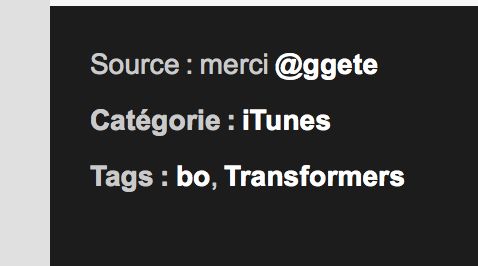 Source : merci @ggete
Catégorie : iTunes
Tags : bo, Transformers